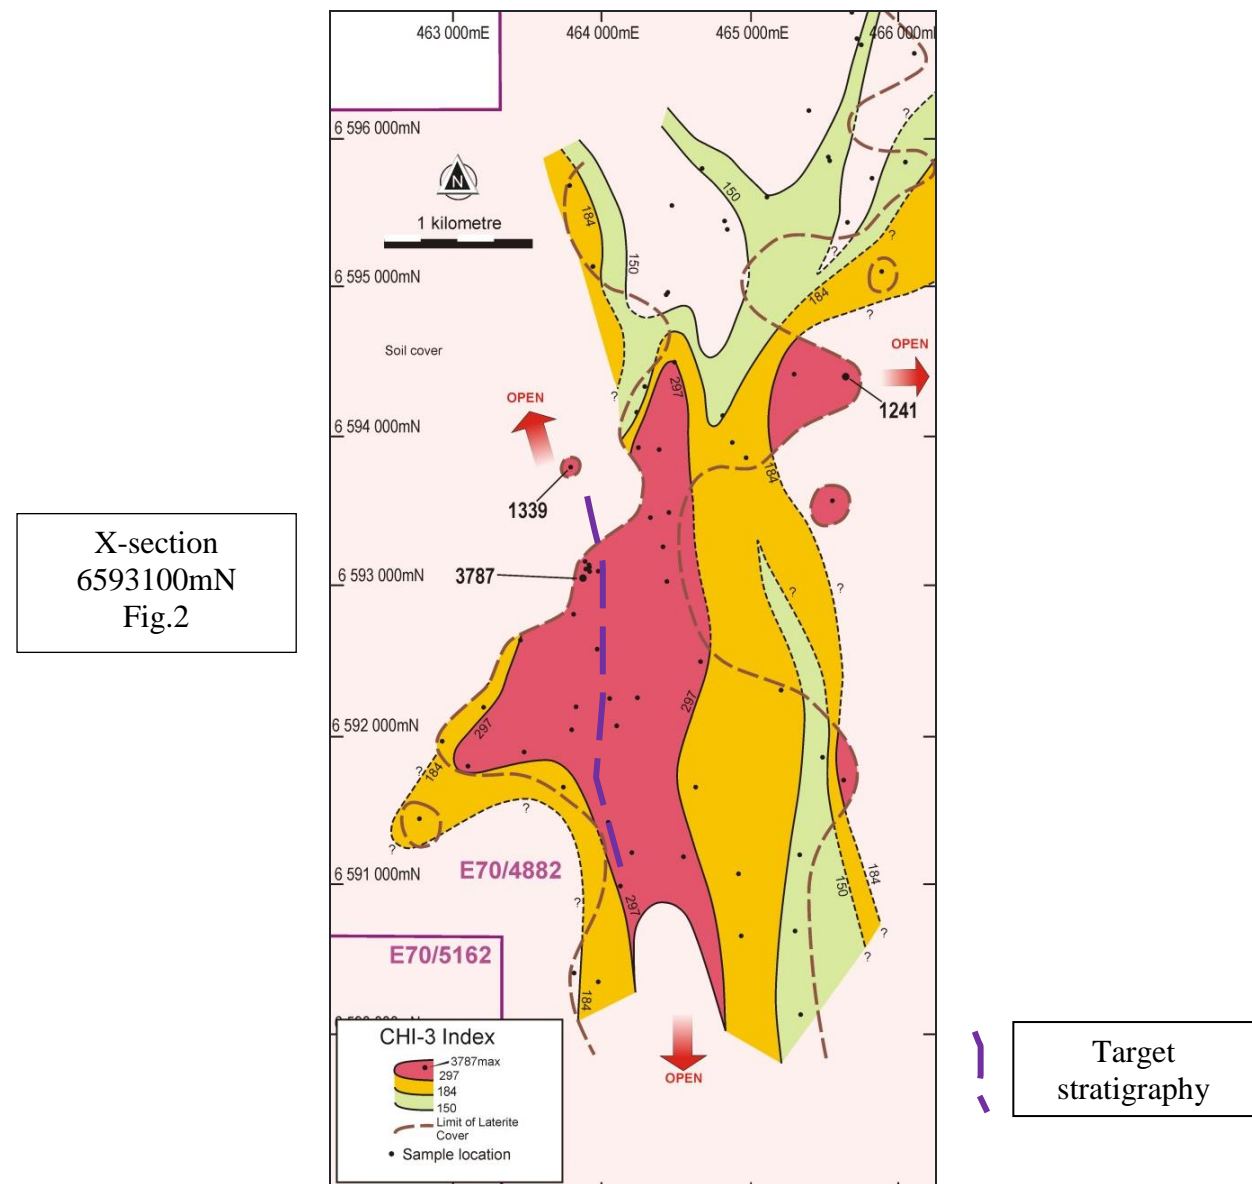 463 000mE
464 000mE
465 000mE
466 000m
6 596 000mN
N
1 kilometre
150
184
150
6 595 000mN
184
Soil cover
OPEN
297
OPEN
1241
6 594 000mN
184
1339
X-section
6593100mN
Fig.2
3787
6 593 000mN
?
?
?
?
?
?
?
297
297
6 592 000mN
184
?
?
?
E70/4882
6 591 000mN
150
184
297
?
?
?
E70/5162
184
CHI-3 Index
3787max
297
184
150
Limit of Laterite
Cover
Sample location
OPEN
Target
stratigraphy